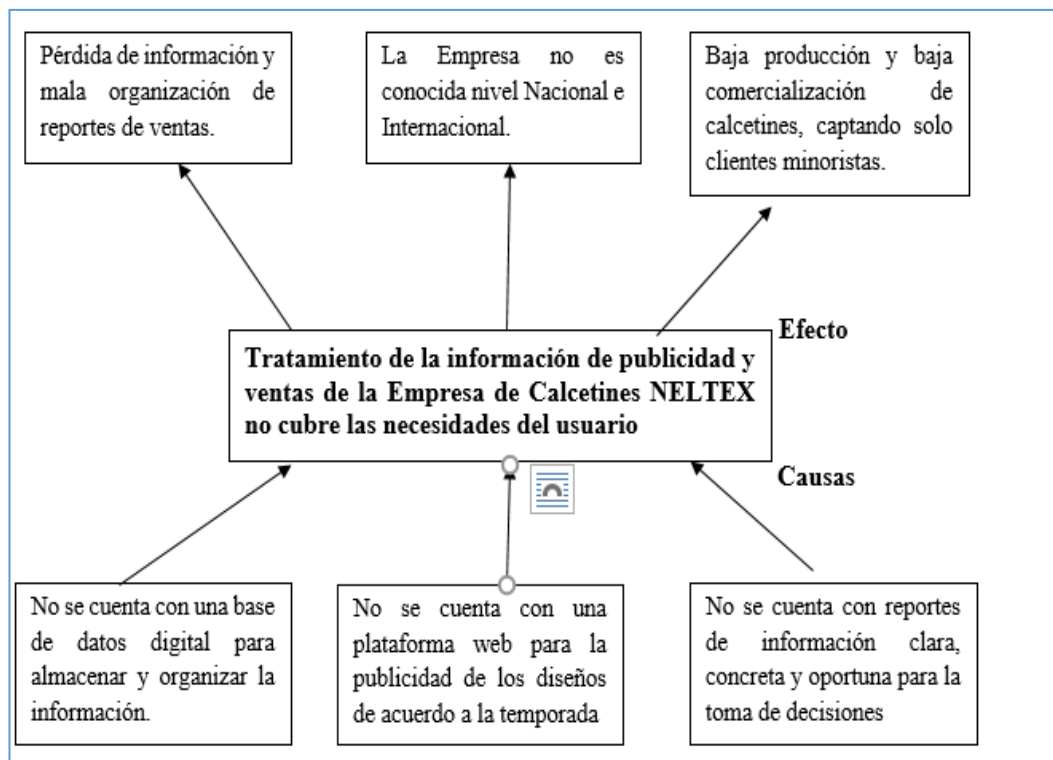 Pérdida de información y
mala organización de
reportes de ventas.
La Empresa no es
conocida nivel Nacional e
Internacional.
Baja producción y baja
comercialización de
calcetines, captando solo
clientes minoristas.
Efecto
Tratamiento de la información de publicidad y
ventas de la Empresa de Calcetines NELTEX
no cubre las necesidades del usuario
Causas
No se cuenta con una base
de datos digital para
almacenar y organizar la
información.
No se cuenta con una
plataforma web para la
publicidad de los diseños
de acuerdo a la temporada
No se cuenta con reportes
de información clara,
concreta y oportuna para la
toma de decisiones